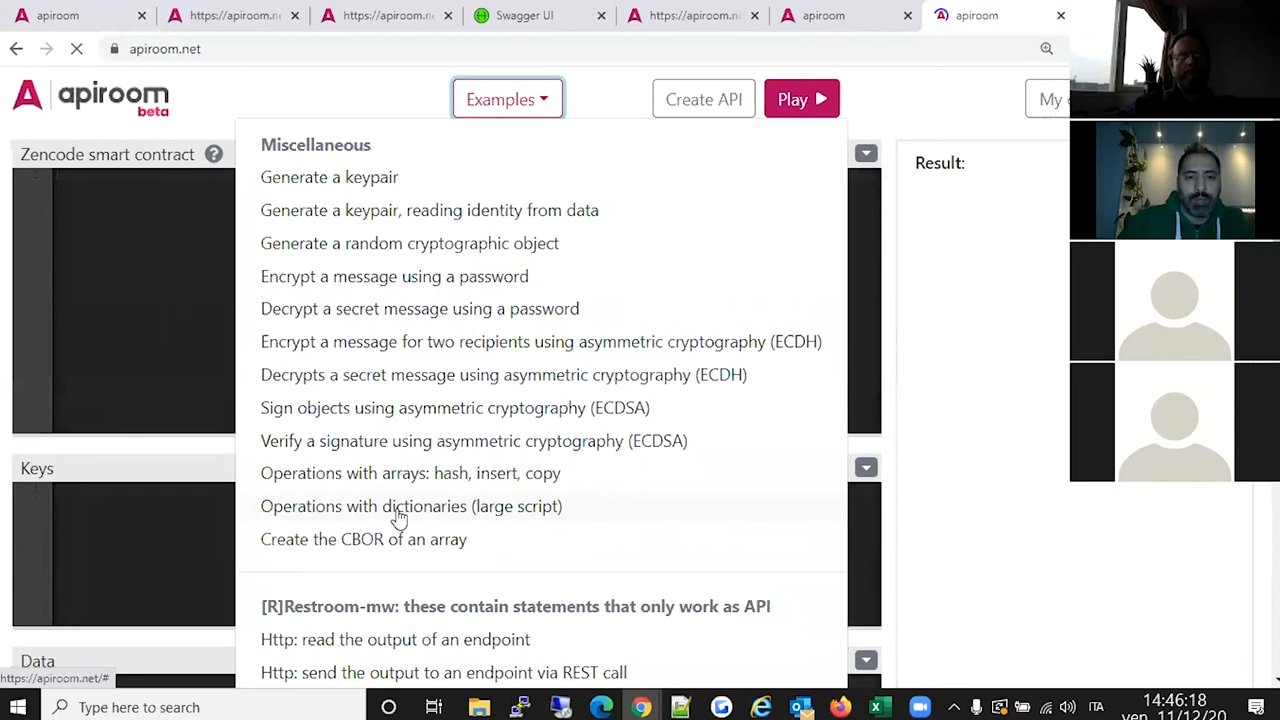 apiroom
https://apiroom.ne
https://apiroom.n
Swagger UI
https://apiroom.n
apiroom
apiroom
apiroom.net
apiroom
beta
Examples
Create API
Play
My
Zencode smart contract
Result:
Miscellaneous
Generate a keypair
Generate a keypair, reading identity from data
Generate a random cryptographic object
Encrypt a message using a password
Decrypt a secret message using a password
Encrypt a message for two recipients using asymmetric cryptography (ECDH)
Decrypts a secret message using asymmetric cryptography (ECDH)
Sign objects using asymmetric cryptography (ECDSA)
Verify a signature using asymmetric cryptography (ECDSA)
Keys
Operations with arrays: hash, insert, copy
Operations with dictionaries (large script)
Create the CBOR of an array
[R]Restroom-mw: these contain statements that only work as API
Http: read the output of an endpoint
Data
Http: send the output to an endpoint via REST call
https://apiroom.net/#
Type here to search
ITA
14:46:18
ven. 11/12/20